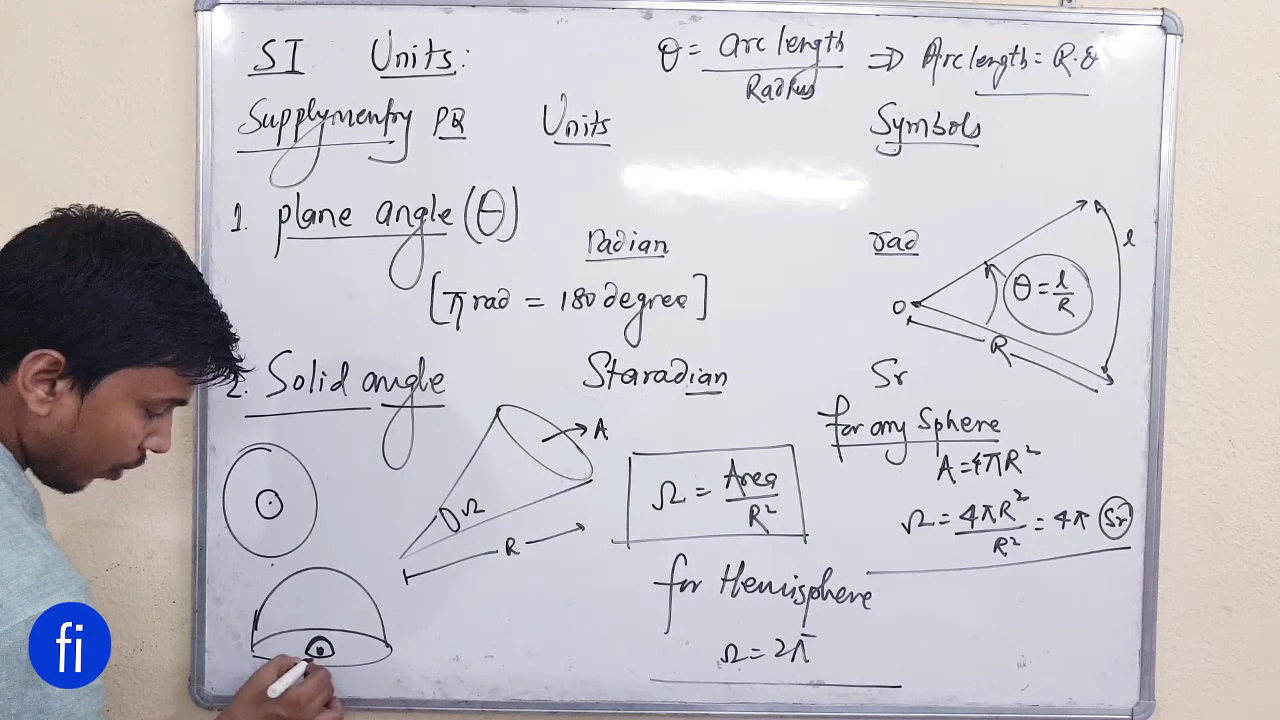 SI Units:
θ = Arc length / Radius ⇒ Arc length = R.θ
Supplymentry PQ Units Symbols
1. plane angle (θ) radian rad
[π rad = 180 degree]
O R θ = l/R l
2. Solid angle Staradian Sr
A Ω R
Ω = Area / R²
for any Sphere
A = 4πR²
Ω = 4πR² / R² = 4π Sr
for Hemisphere
Ω = 2π
fi